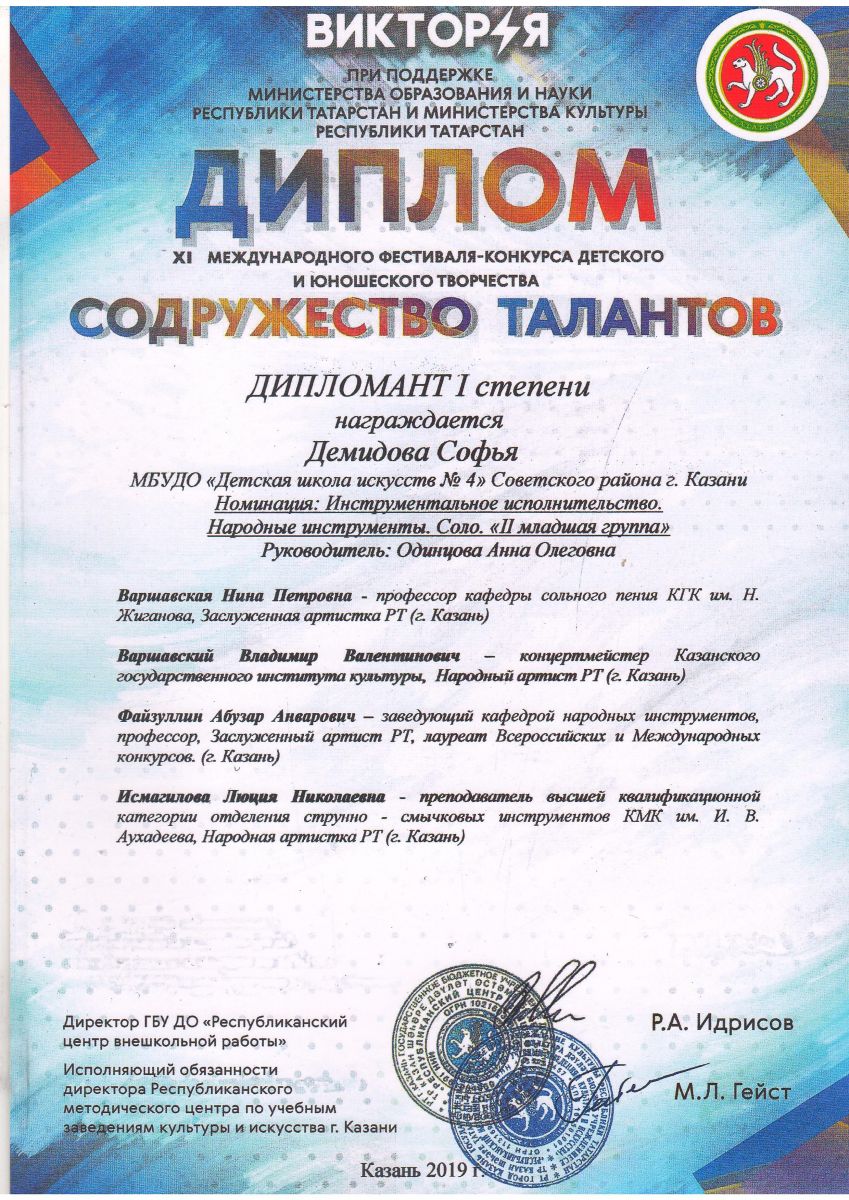 ВИКТОРИЯ
ПРИ ПОДДЕРЖКЕ
МИНИСТЕРСТВА ОБРАЗОВАНИЯ И НАУКИ
РЕСПУБЛИКИ ТАТАРСТАН И МИНИСТЕРСТВА КУЛЬТУРЫ
РЕСПУБЛИКИ ТАТАРСТАН
ДИПЛОМ
XI МЕЖДУНАРОДНОГО ФЕСТИВАЛЯ-КОНКУРСА ДЕТСКОГО
И ЮНОШЕСКОГО ТВОРЧЕСТВА
СОДРУЖЕСТВО ТАЛАНТОВ
ДИПЛОМАНТ I степени
награждается
Демидова Софья
МБУДО «Детская школа искусств № 4» Советского района г. Казани
Номинация: Инструментальное исполнительство.
Народные инструменты. Соло. «II младшая группа»
Руководитель: Одинцова Анна Олеговна
Варшавская Нина Петровна - профессор кафедры сольного пения КГК им. Н.
Жиганова, Заслуженная артистка РТ (г. Казань)
Варшавский Владимир Валентинович – концертмейстер Казанского
государственного института культуры, Народный артист РТ (г. Казань)
Файзуллин Абузар Анварович – заведующий кафедрой народных инструментов,
профессор, Заслуженный артист РТ, лауреат Всероссийских и Международных
конкурсов. (г. Казань)
Исмагилова Люция Николаевна - преподаватель высшей квалификационной
категории отделения струнно - смычковых инструментов КМК им. И. В.
Аухадеева, Народная артистка РТ (г. Казань)
Директор ГБУ ДО «Республиканский
центр внешкольной работы»
Р.А. Идрисов
Исполняющий обязанности
директора Республиканского
методического центра по учебным
заведениям культуры и искусства г. Казани
М.Л. Гейст
Казань 2019 г.